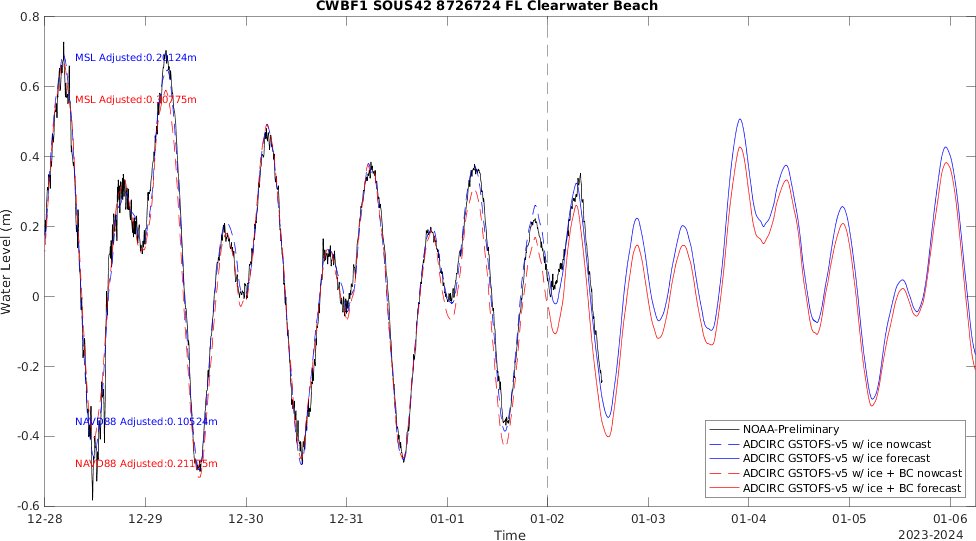 CWBF1 SOUS42 8726724 FL Clearwater Beach
0.8
0.6
0.4
0.2
0
-0.2
-0.4
-0.6
Water Level (m)
MSL Adjusted:0.20124m
MSL Adjusted:0.30775m
NAVD88 Adjusted:0.10524m
NAVD88 Adjusted:0.21175m
NOAA-Preliminary
ADCIRC GSTOFS-v5 w/ ice nowcast
ADCIRC GSTOFS-v5 w/ ice forecast
ADCIRC GSTOFS-v5 w/ ice + BC nowcast
ADCIRC GSTOFS-v5 w/ ice + BC forecast
12-28 12-29 12-30 12-31 01-01 01-02 01-03 01-04 01-05 01-06
Time
2023-2024